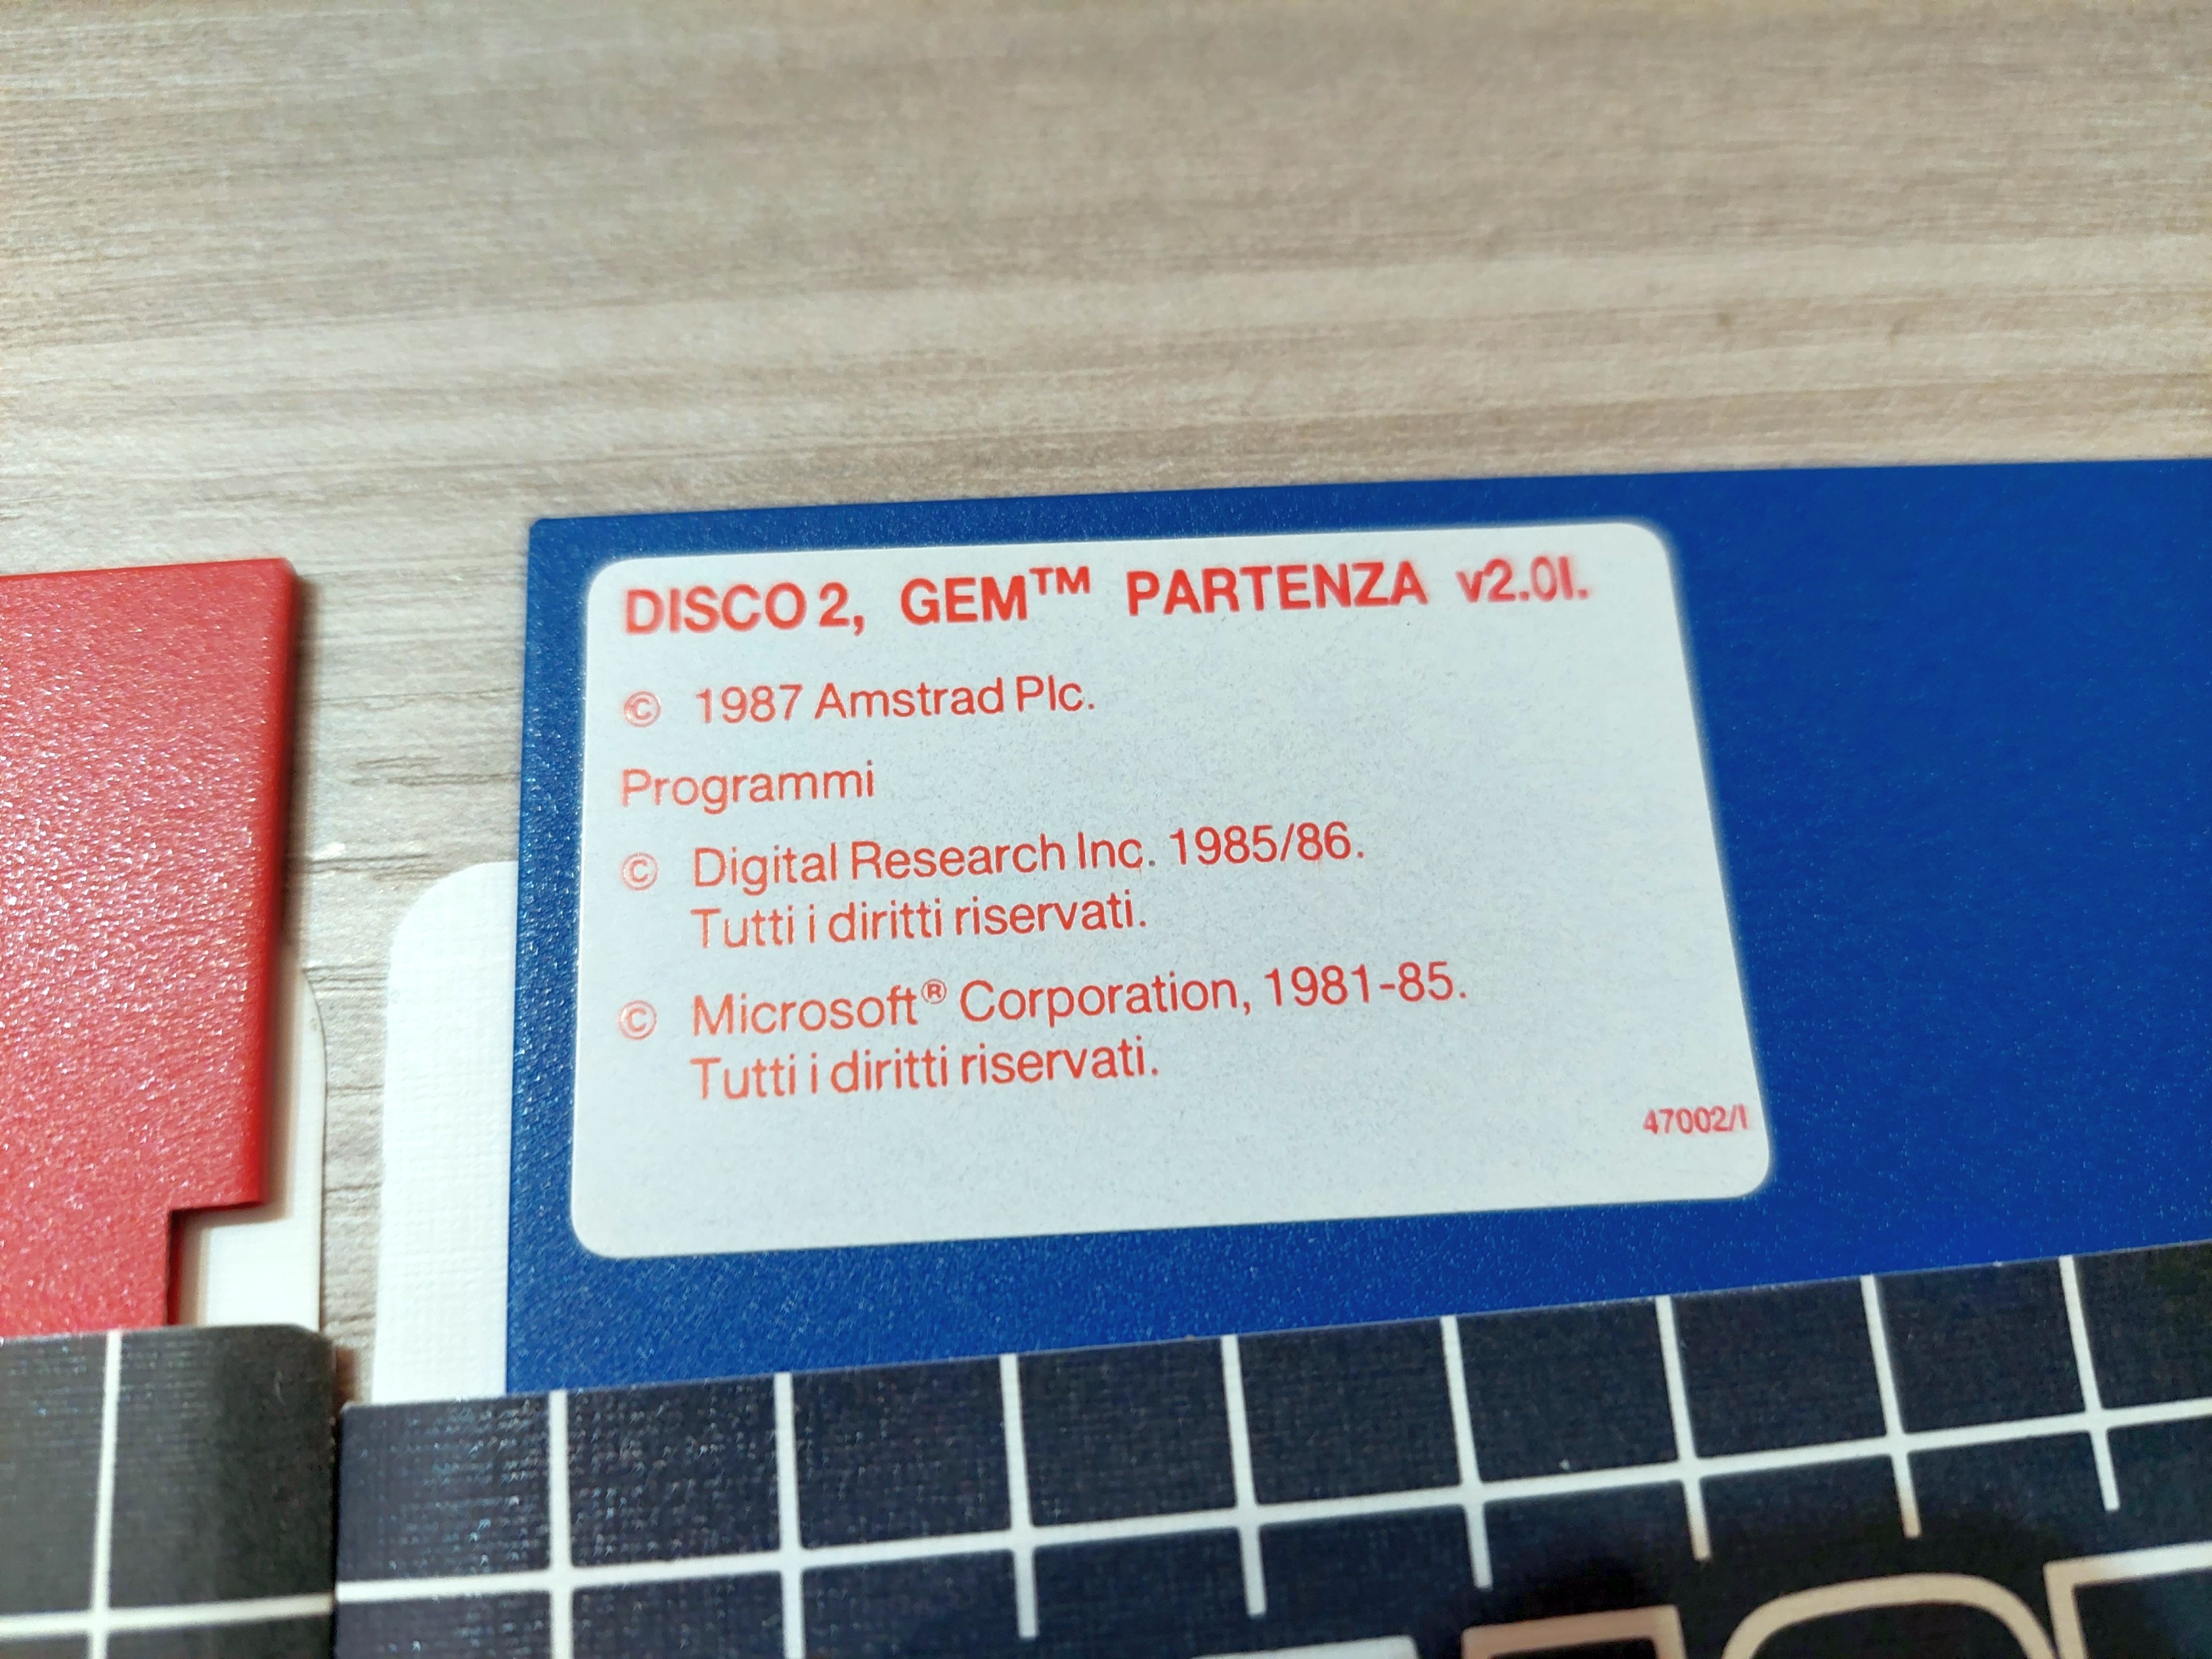 DISCO 2, GEM™ PARTENZA v2.0I.
© 1987 Amstrad Plc.
Programmi
© Digital Research Inc. 1985/86.
Tutti i diritti riservati.
© Microsoft® Corporation, 1981-85.
Tutti i diritti riservati.
47002/I